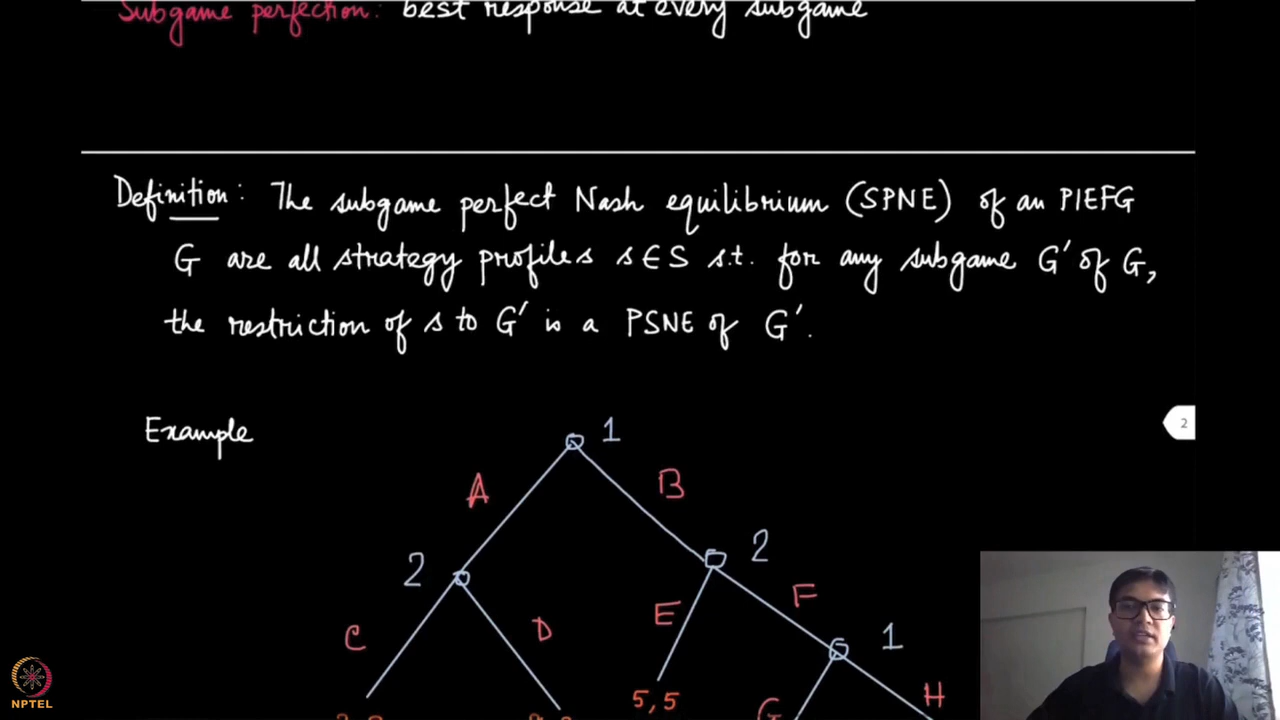 Subgame perfection: best response at every subgame
Definition: The subgame perfect Nash equilibrium (SPNE) of an PIEFG
G are all strategy profiles s∈S s.t. for any subgame G' of G,
the restriction of s to G' is a PSNE of G'.
2
Example
1
A B
2 2
C D E F
1
5,5 G H
NPTEL